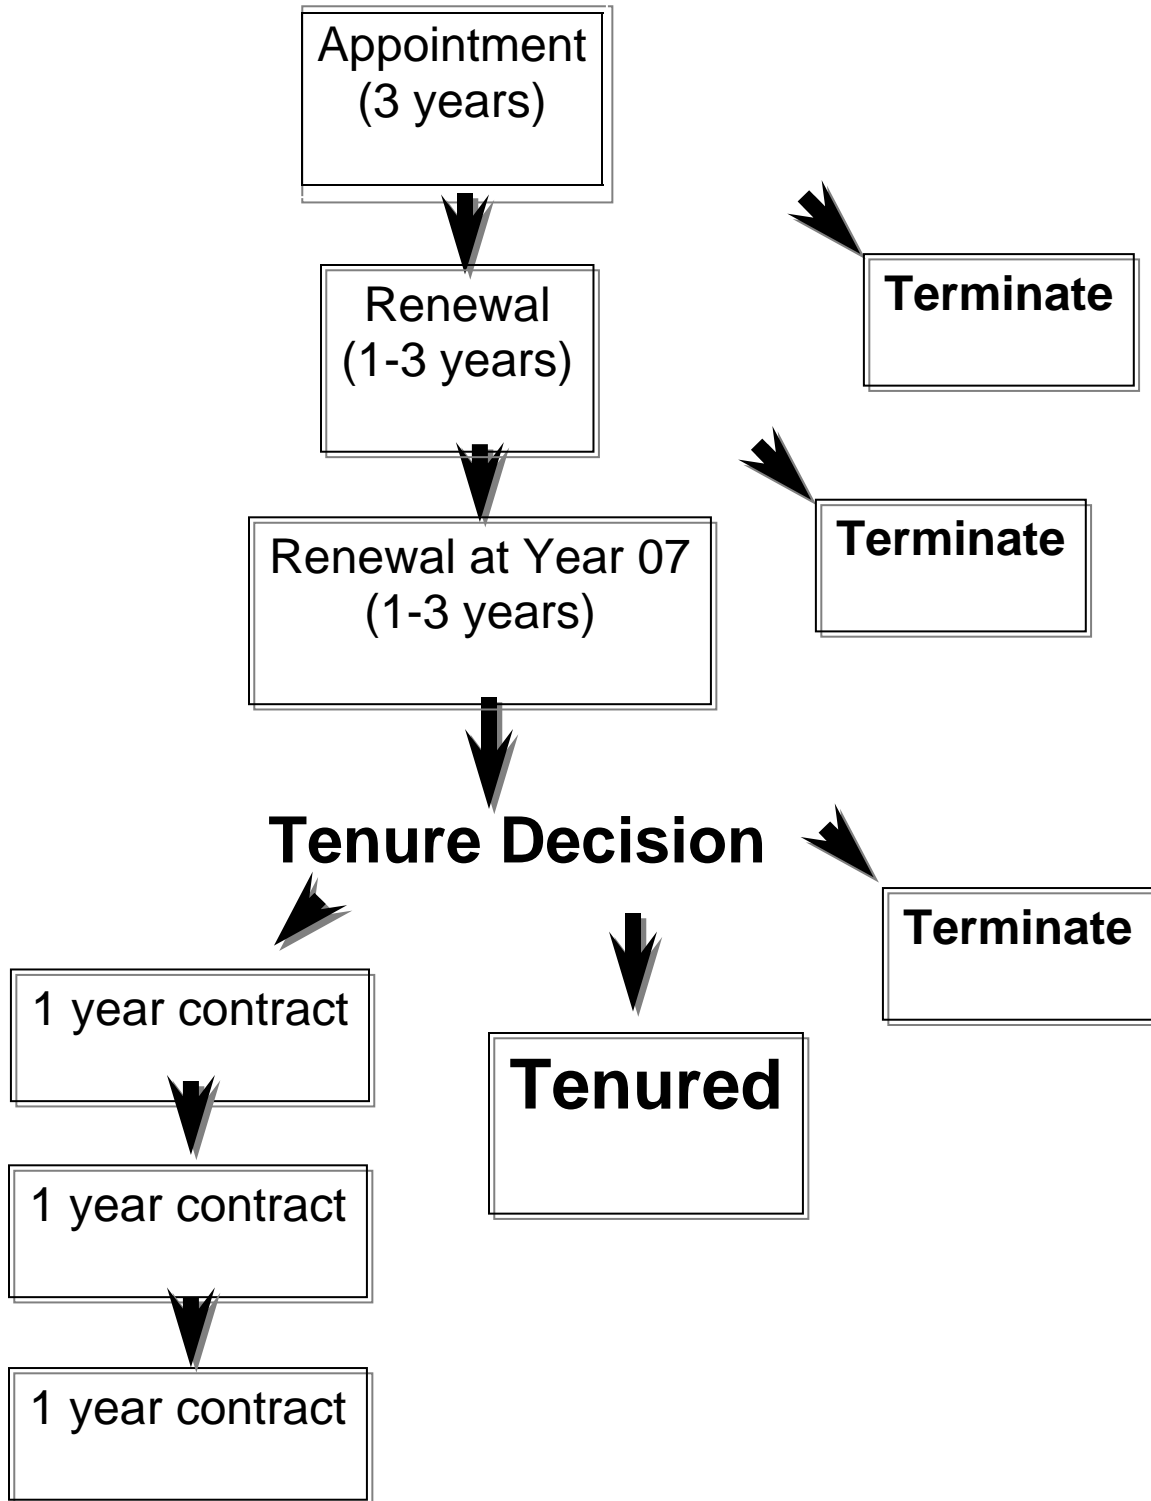 Appointment
(3 years)
Renewal
(1-3 years)
Terminate
Renewal at Year 07
(1-3 years)
Terminate
Tenure Decision
Terminate
1 year contract
Tenured
1 year contract
1 year contract